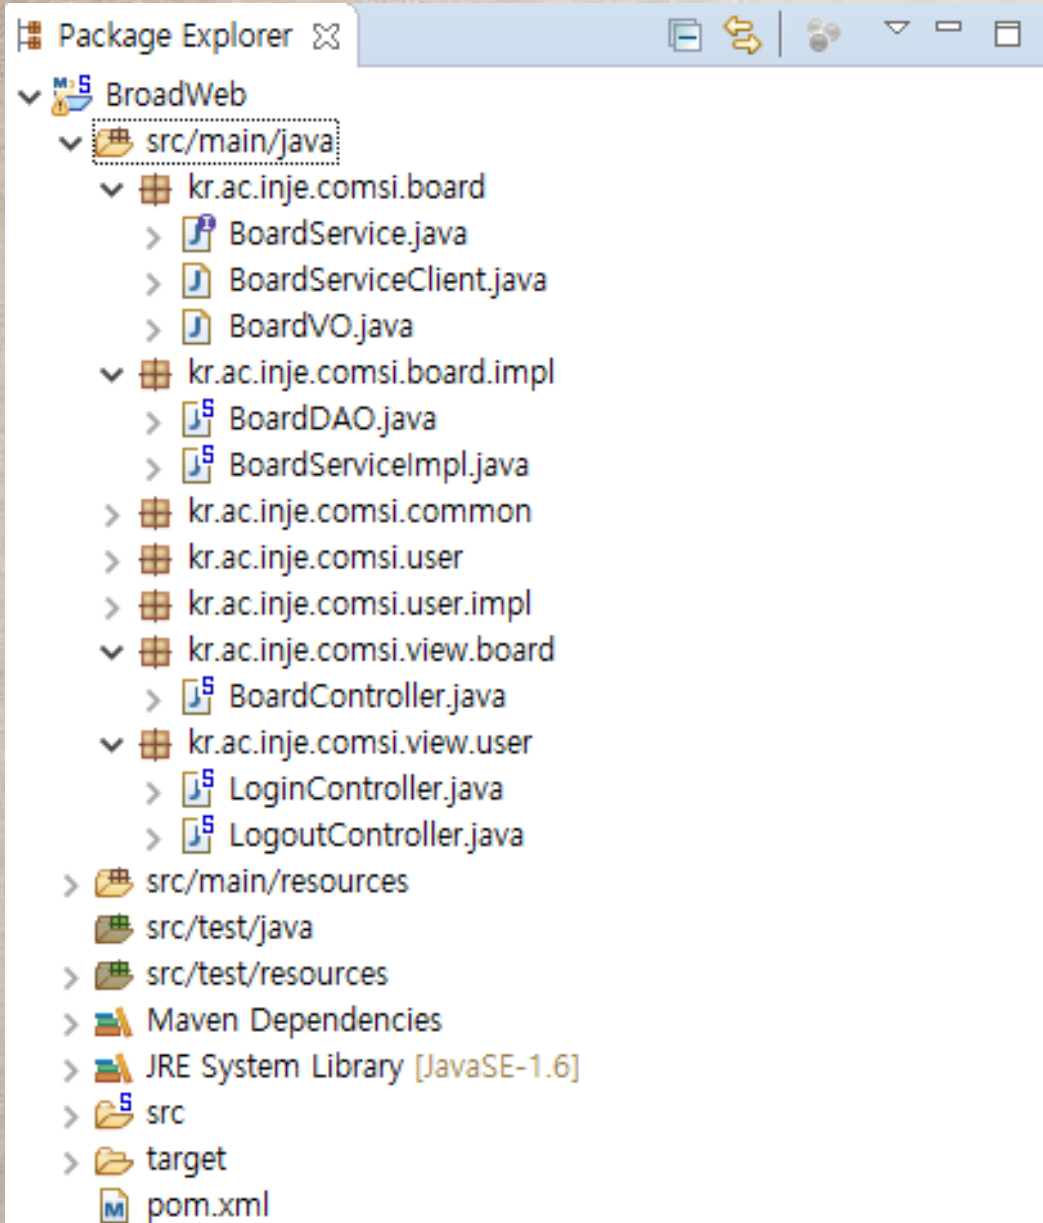 Package Explorer
BroadWeb
src/main/java
kr.ac.inje.comsi.board
BoardService.java
BoardServiceClient.java
BoardVO.java
kr.ac.inje.comsi.board.impl
BoardDAO.java
BoardServiceImpl.java
kr.ac.inje.comsi.common
kr.ac.inje.comsi.user
kr.ac.inje.comsi.user.impl
kr.ac.inje.comsi.view.board
BoardController.java
kr.ac.inje.comsi.view.user
LoginController.java
LogoutController.java
src/main/resources
src/test/java
src/test/resources
Maven Dependencies
JRE System Library [JavaSE-1.6]
src
target
pom.xml